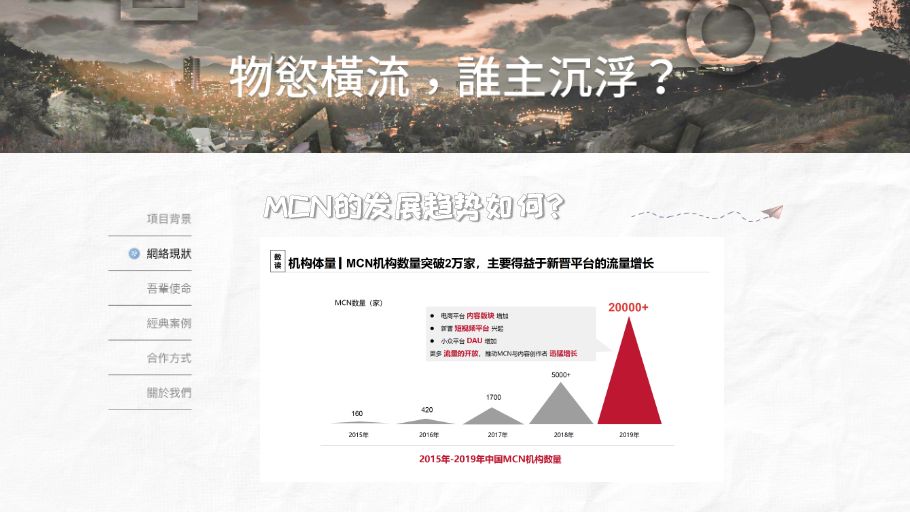 物慾橫流，誰主沉浮？
MCN的发展趋势如何？
項目背景
網絡現狀
吾輩使命
經典案例
合作方式
關於我們
微读 机构体量 | MCN机构数量突破2万家，主要得益于新晋平台的流量增长
MCN数量（家）
20000+
● 电商平台 内容版块 增加
● 新晋 短视频平台 兴起
● 小众平台 DAU 增加
更多 流量的开放，推动MCN与内容创作者 迅猛增长
5000+
1700
420
160
2015年 2016年 2017年 2018年 2019年
2015年-2019年中国MCN机构数量